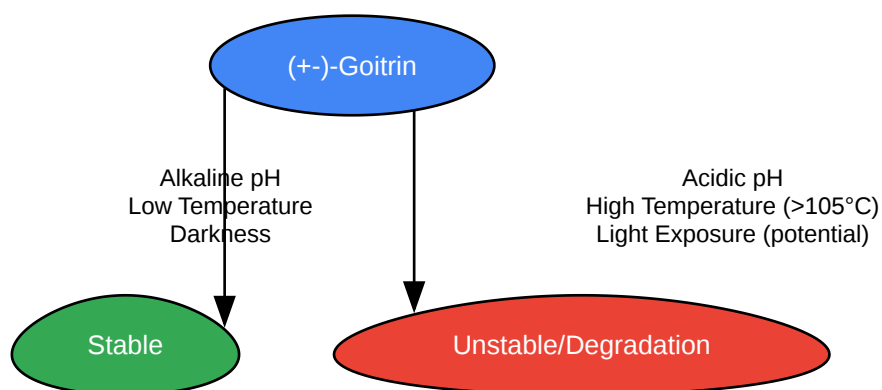 (+-)-Goitrin
Alkaline pH
Low Temperature
Darkness
Acidic pH
High Temperature (>105°C)
Light Exposure (potential)
Stable
Unstable/Degradation